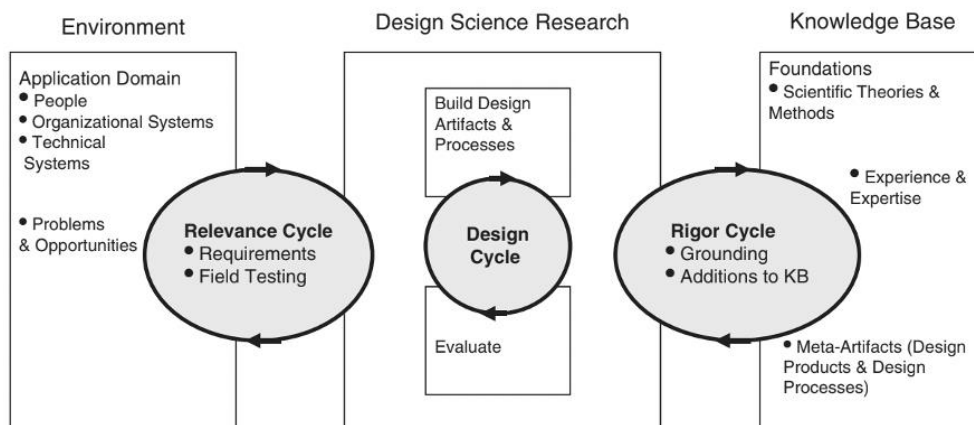 Environment
Design Science Research
Knowledge Base
Application Domain
• People
• Organizational Systems
• Technical
Systems
• Problems
& Opportunities
Relevance Cycle
• Requirements
• Field Testing
Build Design
Artifacts &
Processes
Design
Cycle
Evaluate
Rigor Cycle
• Grounding
• Additions to KB
Foundations
• Scientific Theories &
Methods
• Experience &
Expertise
• Meta-Artifacts (Design
Products & Design
Processes)